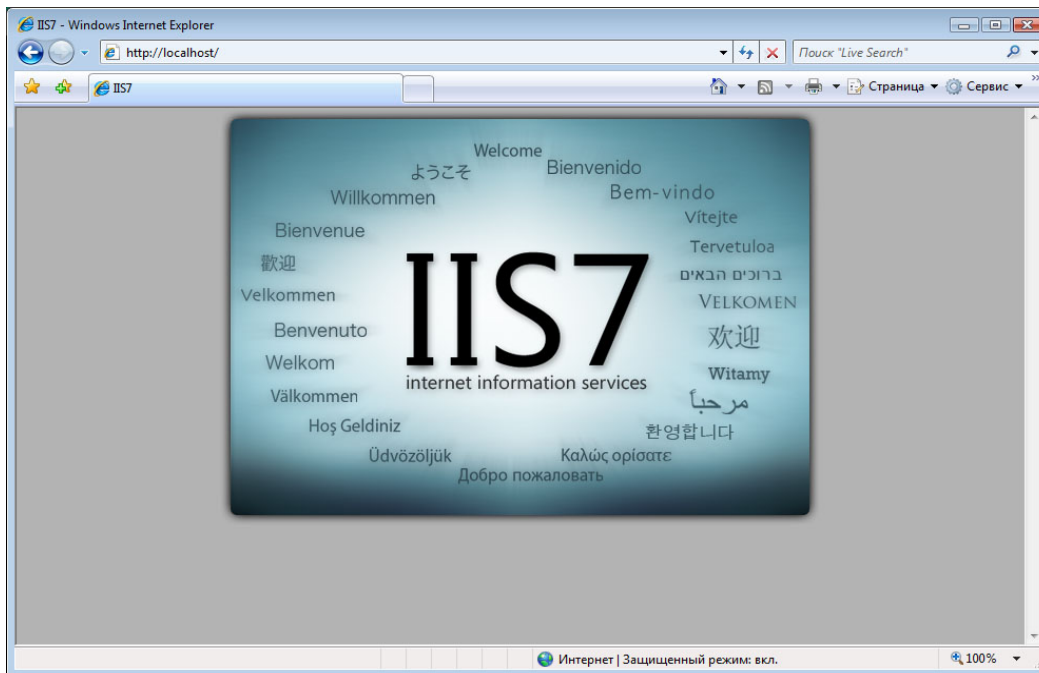 IIS7 - Windows Internet Explorer
http://localhost/
Поиск "Live Search"
IIS7
Страница
Сервис
Welcome
ようこそ
Bienvenido
Willkommen
Bem-vindo
Vítejte
Bienvenue
Tervetuloa
歡迎
ברוכים הבאים
Velkommen
VELKOMEN
IIS7
Benvenuto
欢迎
Welkom
Witamy
internet information services
Välkommen
مرحباً
Hoş Geldiniz
환영합니다
Üdvözöljük
Καλώς ορίσατε
Добро пожаловать
Интернет | Защищенный режим: вкл.
100%